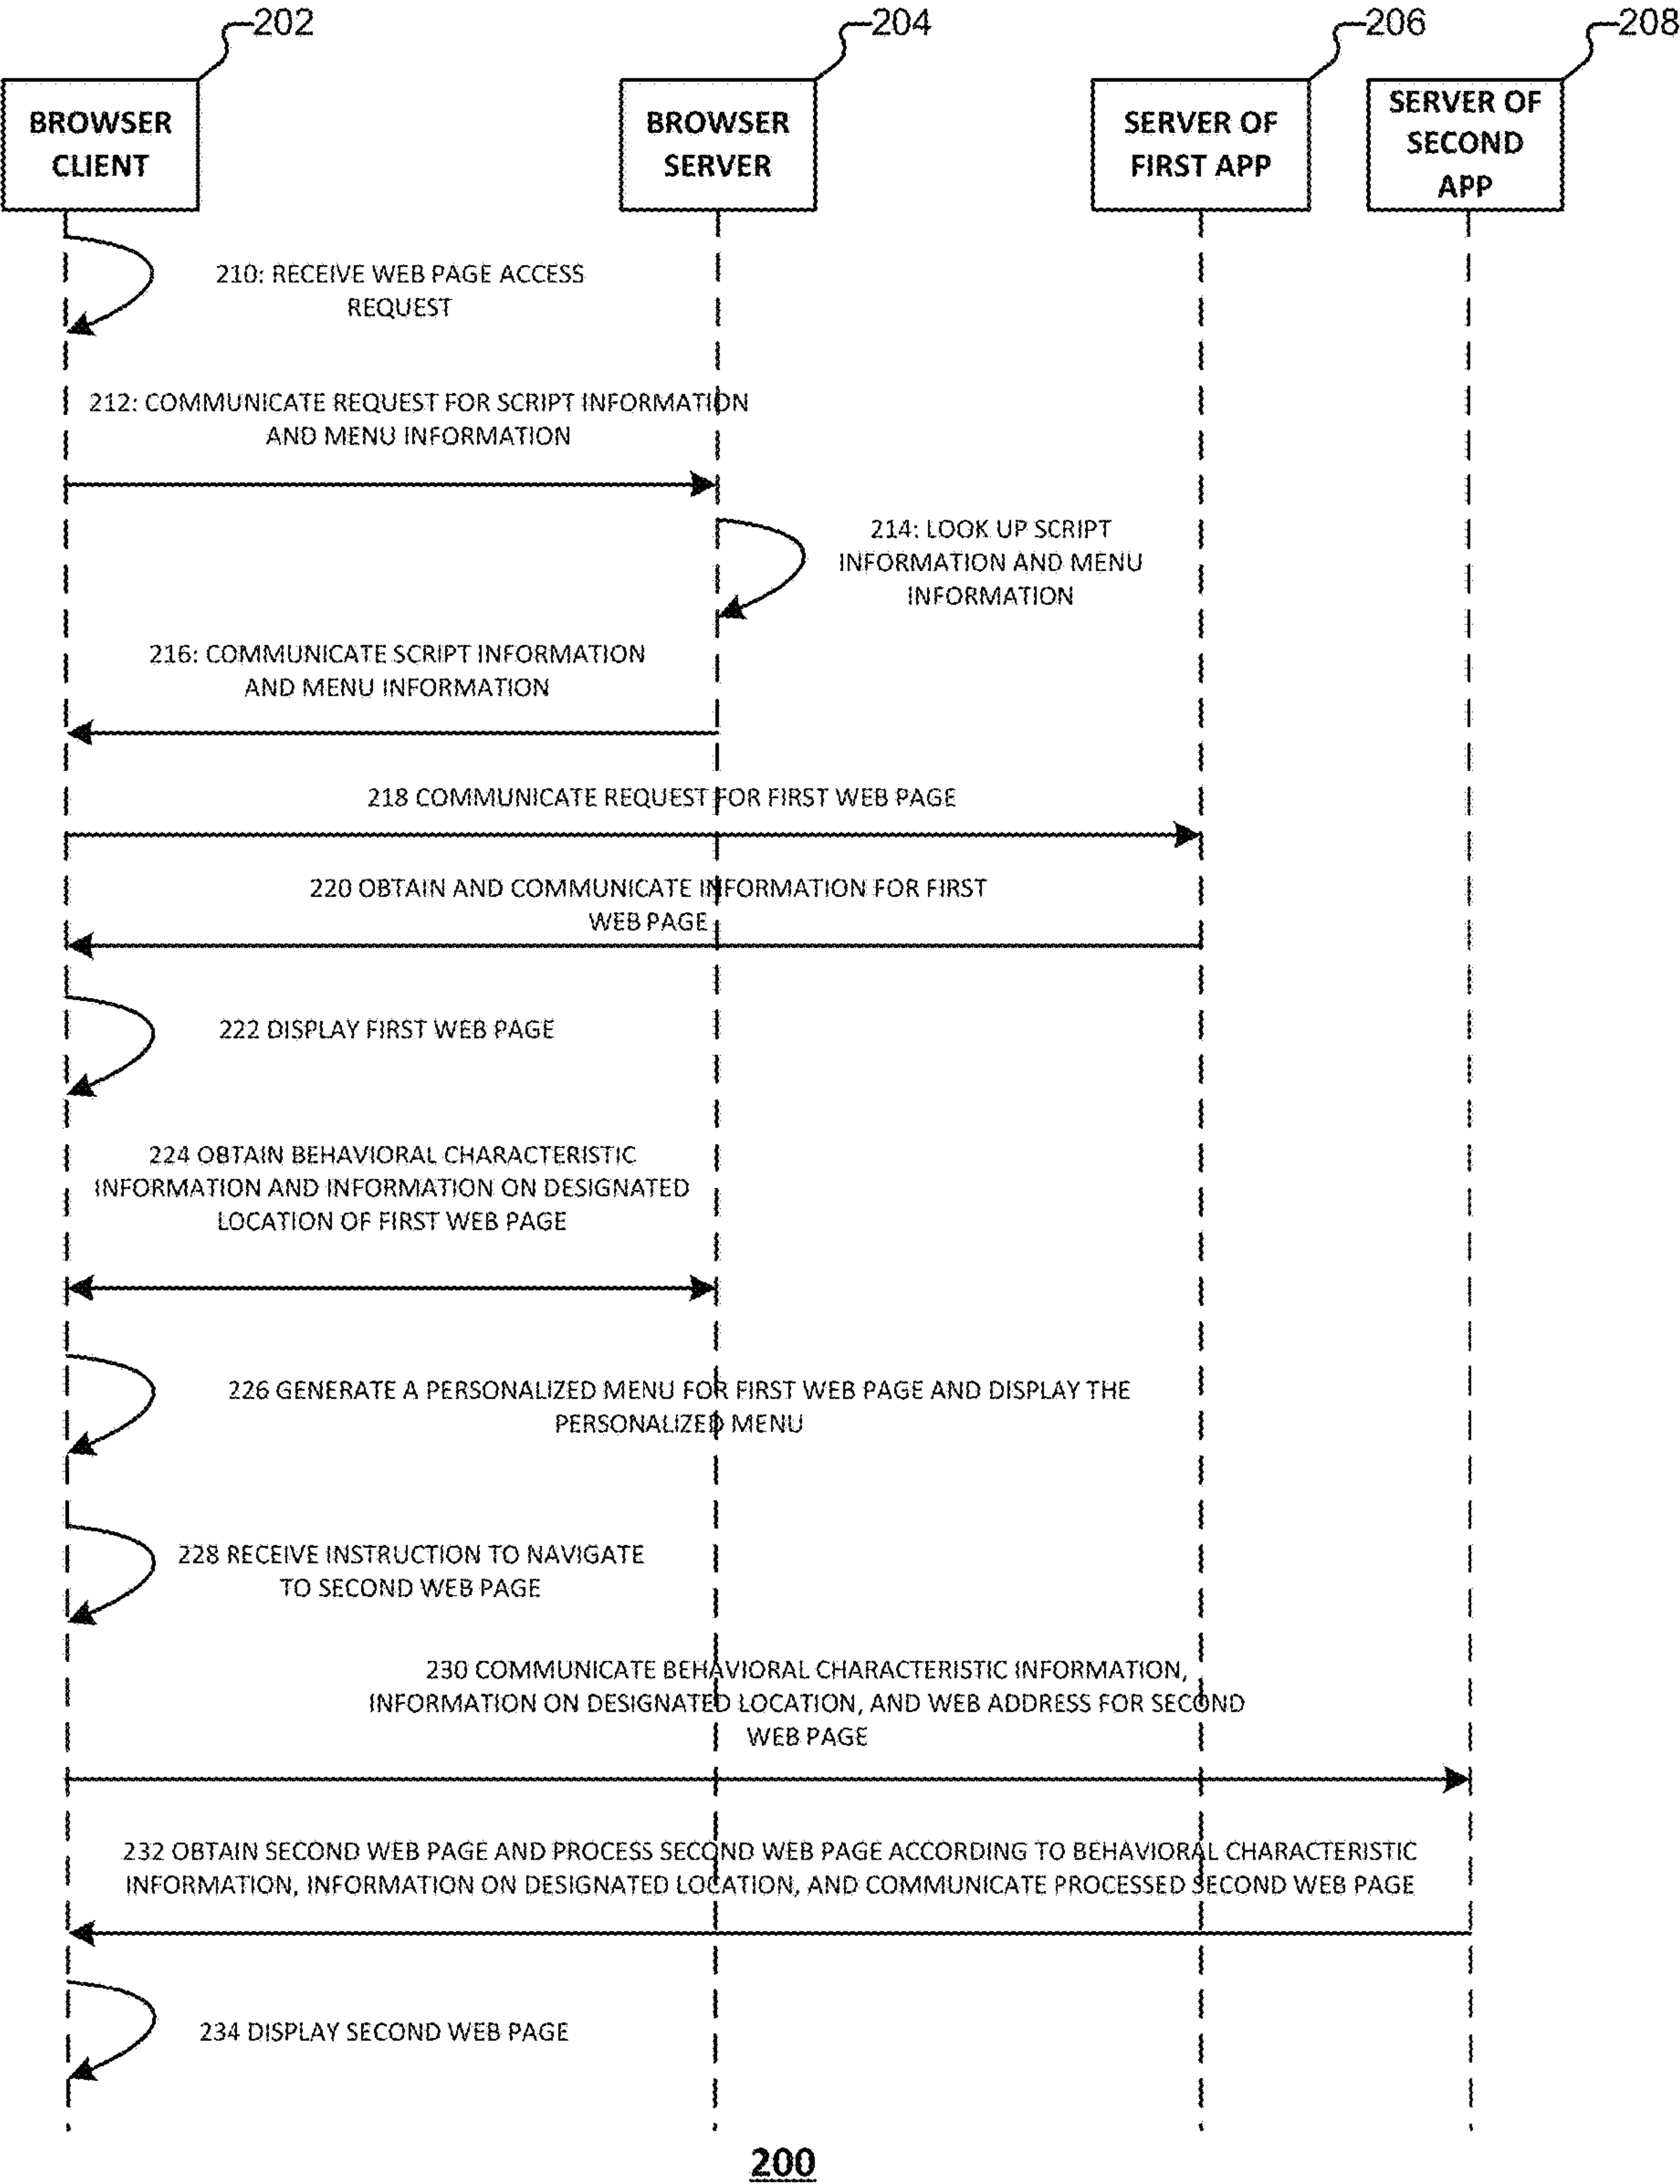 202
204
206
208
BROWSER
CLIENT
BROWSER
SERVER
SERVER OF
FIRST APP
SERVER OF
SECOND
APP
210: RECEIVE WEB PAGE ACCESS
REQUEST
212: COMMUNICATE REQUEST FOR SCRIPT INFORMATION
AND MENU INFORMATION
214: LOOK UP SCRIPT
INFORMATION AND MENU
INFORMATION
216: COMMUNICATE SCRIPT INFORMATION
AND MENU INFORMATION
218 COMMUNICATE REQUEST FOR FIRST WEB PAGE
220 OBTAIN AND COMMUNICATE INFORMATION FOR FIRST
WEB PAGE
222 DISPLAY FIRST WEB PAGE
224 OBTAIN BEHAVIORAL CHARACTERISTIC
INFORMATION AND INFORMATION ON DESIGNATED
LOCATION OF FIRST WEB PAGE
226 GENERATE A PERSONALIZED MENU FOR FIRST WEB PAGE AND DISPLAY THE
PERSONALIZED MENU
228 RECEIVE INSTRUCTION TO NAVIGATE
TO SECOND WEB PAGE
230 COMMUNICATE BEHAVIORAL CHARACTERISTIC INFORMATION,
INFORMATION ON DESIGNATED LOCATION, AND WEB ADDRESS FOR SECOND
WEB PAGE
232 OBTAIN SECOND WEB PAGE AND PROCESS SECOND WEB PAGE ACCORDING TO BEHAVIORAL CHARACTERISTIC
INFORMATION, INFORMATION ON DESIGNATED LOCATION, AND COMMUNICATE PROCESSED SECOND WEB PAGE
234 DISPLAY SECOND WEB PAGE
200